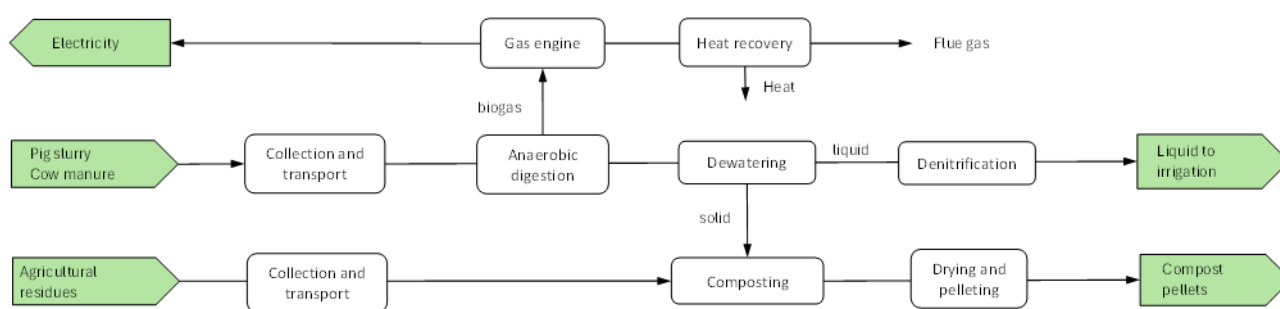 Electricity
Gas engine
Heat recovery
Flue gas
Heat
biogas
Pig slurry
Cow manure
Collection and
transport
Anaerobic
digestion
Dewatering
liquid
Denitrification
Liquid to
irrigation
solid
Agricultural
residues
Collection and
transport
Composting
Drying and
pelleting
Compost
pellets